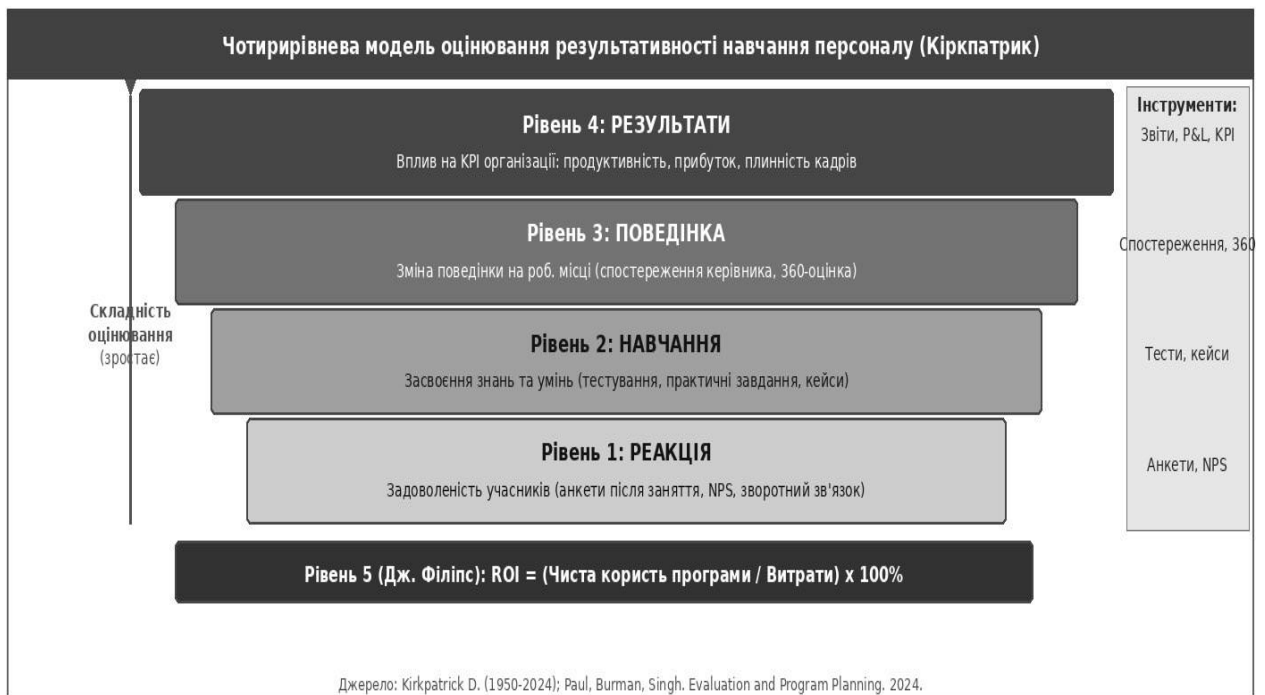 Чотирирівнева модель оцінювання результативності навчання персоналу (Кіркпатрик)
Рівень 4: РЕЗУЛЬТАТИ
Вплив на KPI організації: продуктивність, прибуток, плинність кадрів
Інструменти:
Звіти, P&L, KPI
Рівень 3: ПОВЕДІНКА
Зміна поведінки на роб. місці (спостереження керівника, 360-оцінка)
Спостереження, 360
Складність
оцінювання
(зростає)
Рівень 2: НАВЧАННЯ
Засвоєння знань та умінь (тестування, практичні завдання, кейси)
Тести, кейси
Рівень 1: РЕАКЦІЯ
Задоволеність учасників (анкети після заняття, NPS, зворотний зв'язок)
Анкети, NPS
Рівень 5 (Дж. Філіпс): ROI = (Чиста користь програми / Витрати) x 100%
Джерело: Kirkpatrick D. (1950-2024); Paul, Burman, Singh. Evaluation and Program Planning. 2024.